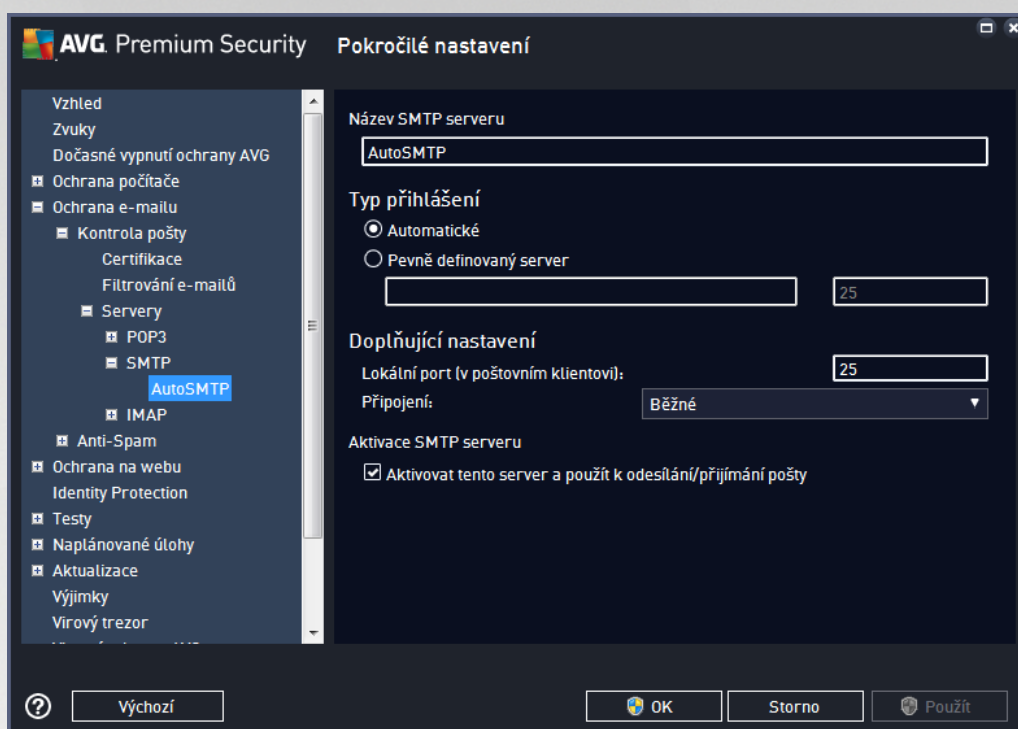 AVG. Premium Security
Pokročilé nastavení
Vzhled
Zvuky
Dočasné vypnutí ochrany AVG
Ochrana počítače
Ochrana e-mailu
Kontrola pošty
Certifikace
Filtrování e-mailů
Servery
POP3
SMTP
AutoSMTP
IMAP
Anti-Spam
Ochrana na webu
Identity Protection
Testy
Naplánované úlohy
Aktualizace
Výjimky
Virový trezor
Název SMTP serveru
AutoSMTP
Typ přihlášení
Automatické
Pevně definovaný server
25
Doplňující nastavení
Lokální port (v poštovním klientovi): 25
Připojení: Běžné
Aktivace SMTP serveru
Aktivovat tento server a použít k odesílání/přijímání pošty
Výchozí
OK
Storno
Použít